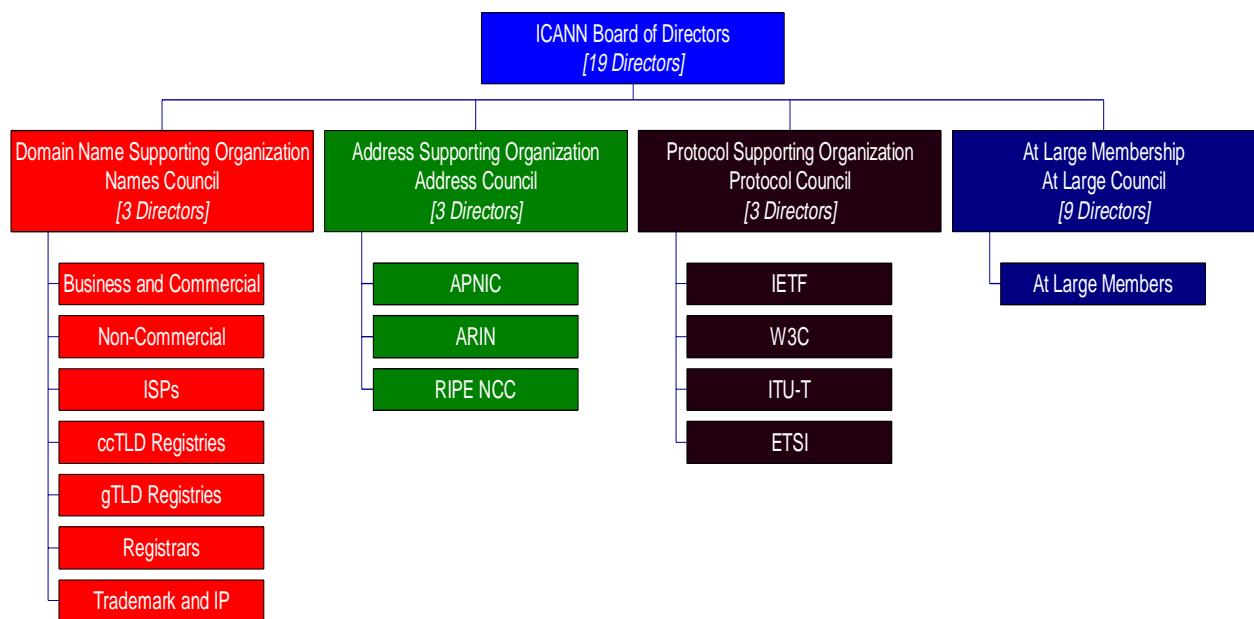 ICANN Board of Directors
[19 Directors]
Domain Name Supporting Organization
Names Council
[3 Directors]
Business and Commercial
Non-Commercial
ISPs
ccTLD Registries
gTLD Registries
Registrars
Trademark and IP
Address Supporting Organization
Address Council
[3 Directors]
APNIC
ARIN
RIPE NCC
Protocol Supporting Organization
Protocol Council
[3 Directors]
IETF
W3C
ITU-T
ETSI
At Large Membership
At Large Council
[9 Directors]
At Large Members